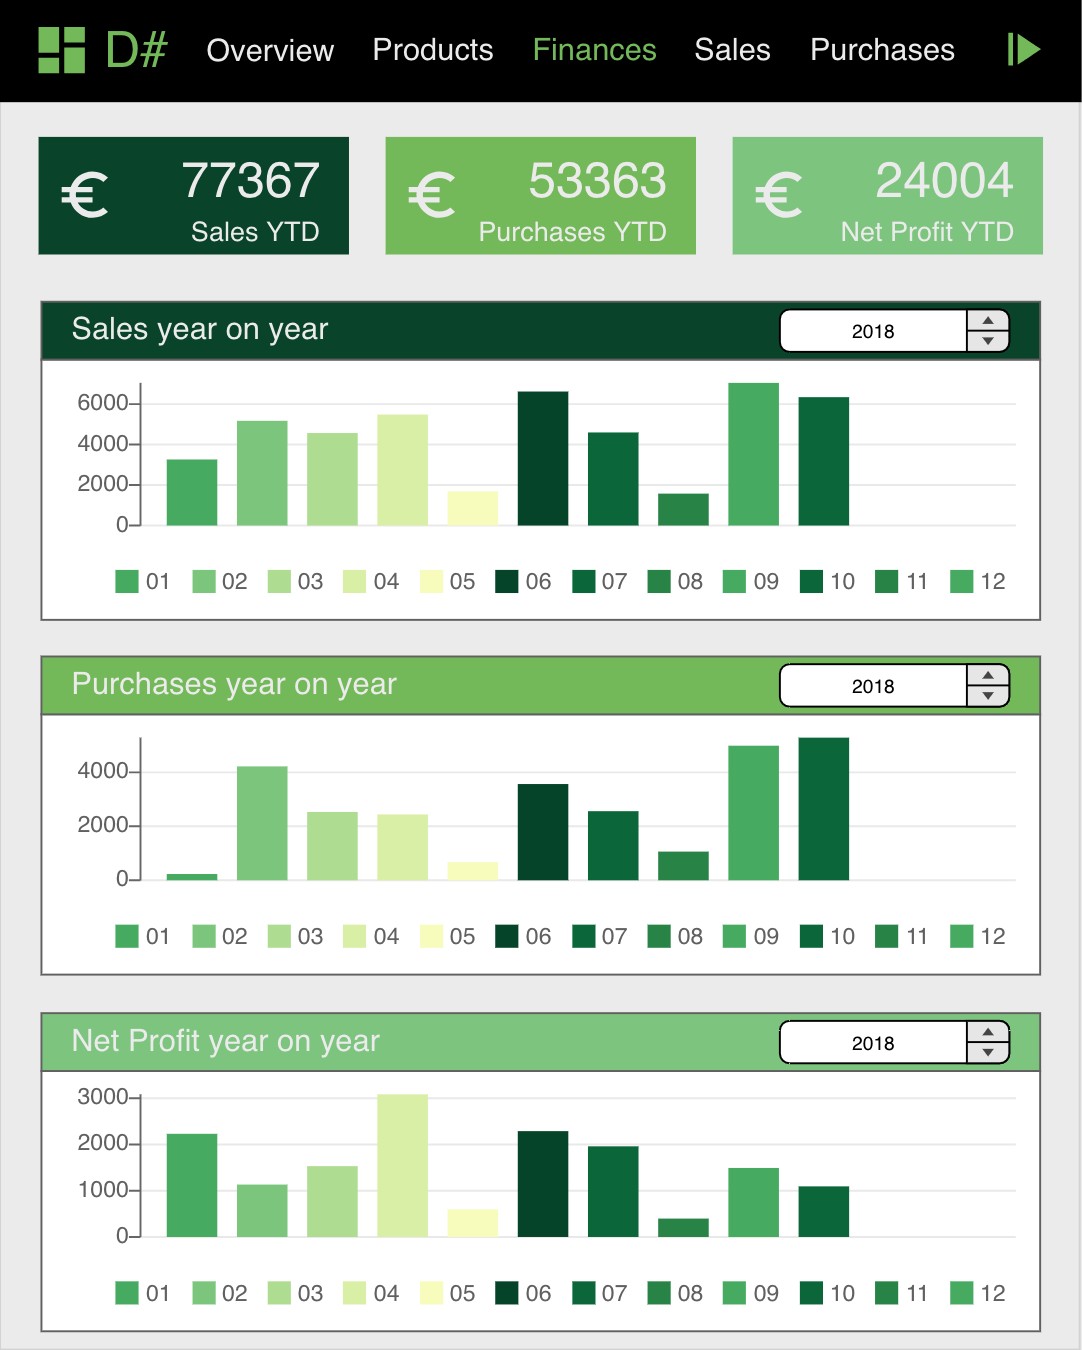 D# Overview Products Finances Sales Purchases
€ 77367
Sales YTD
€ 53363
Purchases YTD
€ 24004
Net Profit YTD
Sales year on year 2018
6000
4000
2000
0
01 02 03 04 05 06 07 08 09 10 11 12
Purchases year on year 2018
4000
2000
0
01 02 03 04 05 06 07 08 09 10 11 12
Net Profit year on year 2018
3000
2000
1000
0
01 02 03 04 05 06 07 08 09 10 11 12